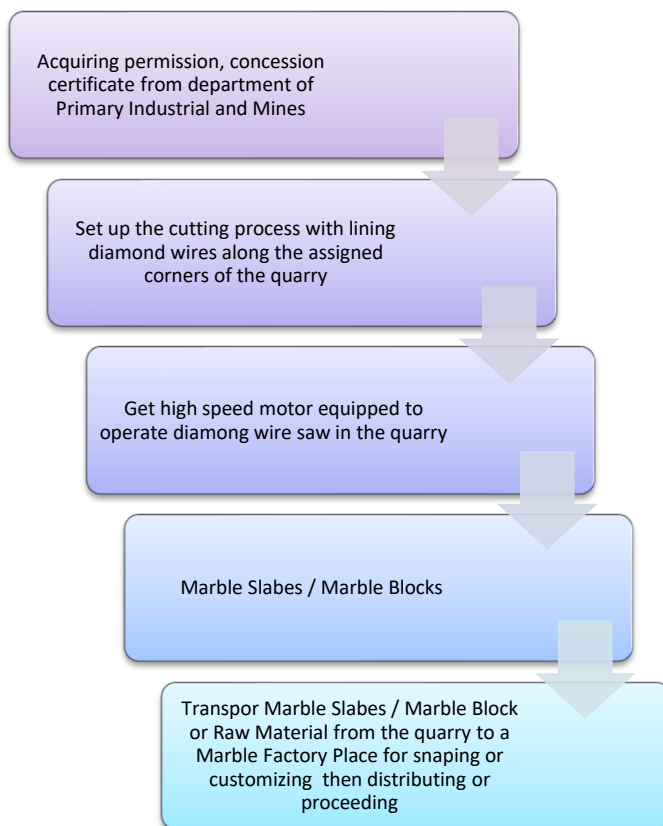 Acquiring permission, concession
certificate from department of
Primary Industrial and Mines
Set up the cutting process with lining
diamond wires along the assigned
corners of the quarry
Get high speed motor equipped to
operate diamong wire saw in the quarry
Marble Slabes / Marble Blocks
Transpor Marble Slabes / Marble Block
or Raw Material from the quarry to a
Marble Factory Place for snaping or
customizing then distributing or
proceeding